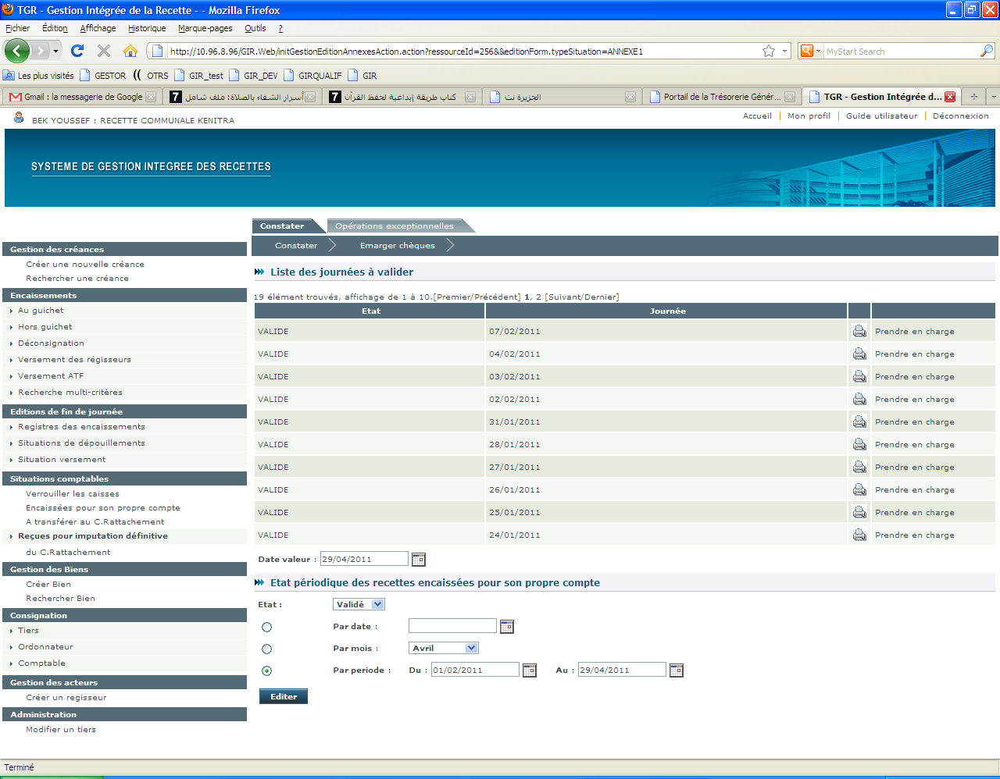 TGR - Gestion Intégrée de la Recette - - Mozilla Firefox
Fichier Édition Affichage Historique Marque-pages Outils ?
http://10.96.8.96/GIR.Web/initGestionEditionAnnexesAction.action?ressourceId=256&&editionForm.typeSituation=ANNEXE1 MyStart Search
Les plus visités GESTOR OTRS GIR_test GIR_DEV GIRQUALIF GIR
Gmail : la messagerie de Google 7 أسرار الشفاء بالصلاة: ملف شامل 7 كتاب طريقة إبداعية لحفظ القرآن الجزيرة نت Portail de la Trésorerie Génér... TGR - Gestion Intégrée d...
BEK YOUSSEF : RECETTE COMMUNALE KENITRA
Accueil Mon profil Guide utilisateur Déconnexion
SYSTEME DE GESTION INTEGREE DES RECETTES
Constater Opérations exceptionnelles
Constater Emarger chèques
Gestion des créances
Créer une nouvelle créance
Rechercher une créance
Encaissements
Au guichet
Hors guichet
Déconsignation
Versement des régisseurs
Versement ATF
Recherche multi-critères
Editions de fin de journée
Registres des encaissements
Situations de dépouillements
Situation versement
Situations comptables
Verrouiller les caisses
Encaissées pour son propre compte
A transférer au C.Rattachement
Reçues pour imputation définitive
du C.Rattachement
Gestion des Biens
Créer Bien
Rechercher Bien
Consignation
Tiers
Ordonnateur
Comptable
Gestion des acteurs
Créer un regisseur
Administration
Modifier un tiers
Liste des journées à valider
19 élément trouvés, affichage de 1 à 10.[Premier/Précédent] 1, 2 [Suivant/Dernier]
Etat Journée
VALIDE 07/02/2011 Prendre en charge
VALIDE 04/02/2011 Prendre en charge
VALIDE 03/02/2011 Prendre en charge
VALIDE 02/02/2011 Prendre en charge
VALIDE 31/01/2011 Prendre en charge
VALIDE 28/01/2011 Prendre en charge
VALIDE 27/01/2011 Prendre en charge
VALIDE 26/01/2011 Prendre en charge
VALIDE 25/01/2011 Prendre en charge
VALIDE 24/01/2011 Prendre en charge
Date valeur : 29/04/2011
Etat périodique des recettes encaissées pour son propre compte
Etat : Validé
Par date :
Par mois : Avril
Par periode : Du : 01/02/2011 Au : 29/04/2011
Editer
Terminé